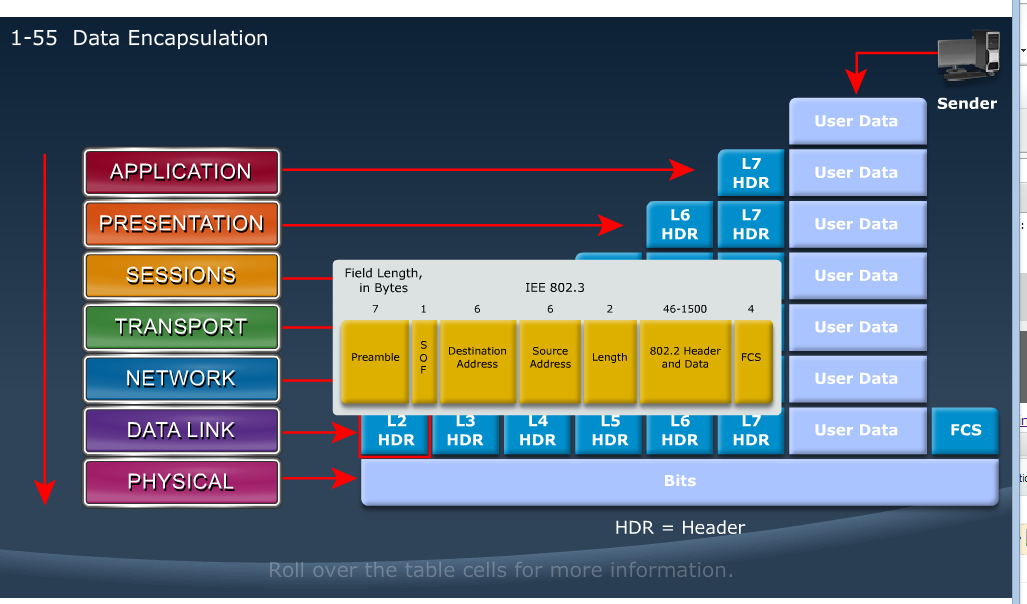 1-55 Data Encapsulation
Sender
User Data
APPLICATION
L7 HDR
User Data
PRESENTATION
L6 HDR
L7 HDR
User Data
SESSIONS
User Data
Field Length,
in Bytes
IEE 802.3
7 1 6 6 2 46-1500 4
Preamble
SOF
Destination Address
Source Address
Length
802.2 Header and Data
FCS
TRANSPORT
User Data
NETWORK
User Data
DATA LINK
L2 HDR
L3 HDR
L4 HDR
L5 HDR
L6 HDR
L7 HDR
User Data
FCS
PHYSICAL
Bits
HDR = Header
Roll over the table cells for more information.